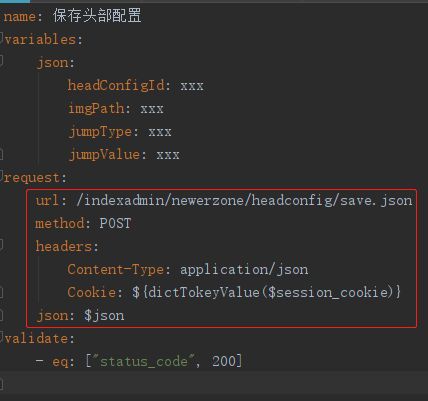 name: 保存头部配置
variables:
json:
headConfigId: xxx
imgPath: xxx
jumpType: xxx
jumpValue: xxx
request:
url: /indexadmin/newerzone/headconfig/save.json
method: POST
headers:
Content-Type: application/json
Cookie: ${dictTokeyValue($session_cookie)}
json: $json
validate:
- eq: ["status_code", 200]